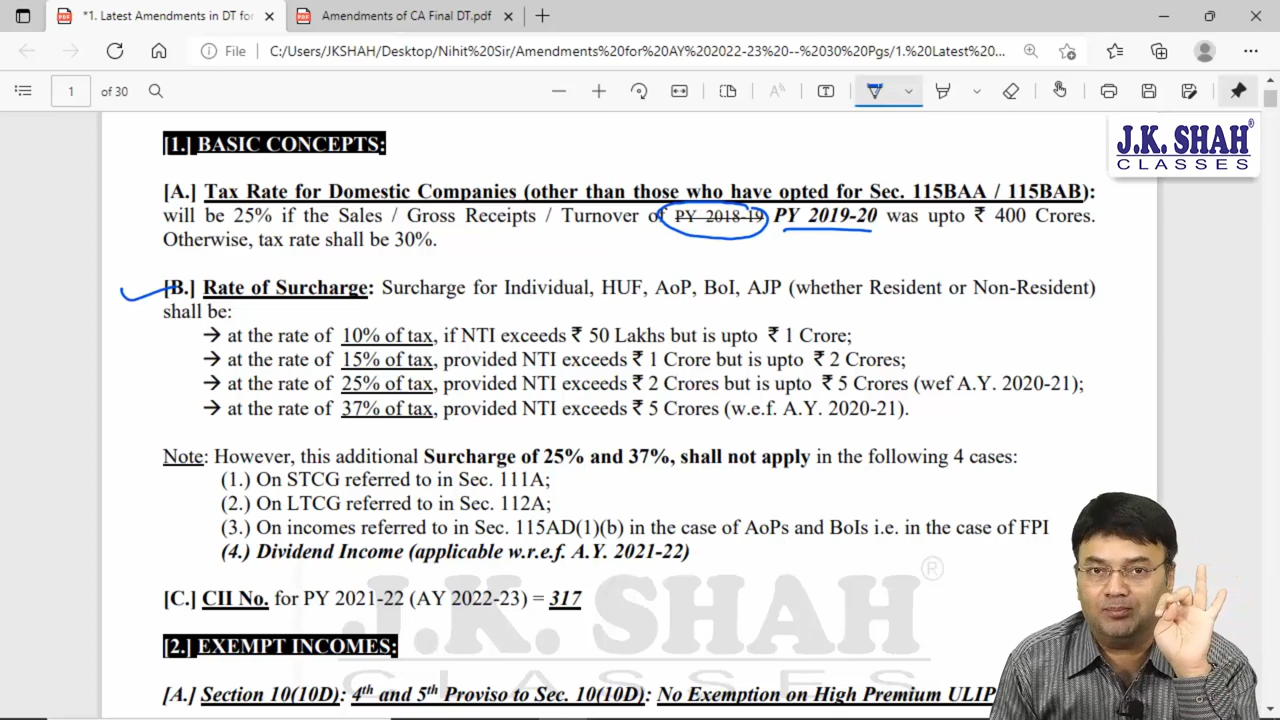 *1. Latest Amendments in DT for
Amendments of CA Final DT.pdf
File
C:/Users/JKSHAH/Desktop/Nihit%20Sir/Amendments%20for%20AY%202022-23%20--%2030%20Pgs/1.%20Latest%20...
1 of 30
J.K. SHAH®
CLASSES
[1.] BASIC CONCEPTS:
[A.] Tax Rate for Domestic Companies (other than those who have opted for Sec. 115BAA / 115BAB):
will be 25% if the Sales / Gross Receipts / Turnover of PY 2018-19 PY 2019-20 was upto ₹ 400 Crores.
Otherwise, tax rate shall be 30%.
[B.] Rate of Surcharge: Surcharge for Individual, HUF, AoP, BoI, AJP (whether Resident or Non-Resident)
shall be:
→ at the rate of 10% of tax, if NTI exceeds ₹ 50 Lakhs but is upto ₹ 1 Crore;
→ at the rate of 15% of tax, provided NTI exceeds ₹ 1 Crore but is upto ₹ 2 Crores;
→ at the rate of 25% of tax, provided NTI exceeds ₹ 2 Crores but is upto ₹ 5 Crores (wef A.Y. 2020-21);
→ at the rate of 37% of tax, provided NTI exceeds ₹ 5 Crores (w.e.f. A.Y. 2020-21).
Note: However, this additional Surcharge of 25% and 37%, shall not apply in the following 4 cases:
(1.) On STCG referred to in Sec. 111A;
(2.) On LTCG referred to in Sec. 112A;
(3.) On incomes referred to in Sec. 115AD(1)(b) in the case of AoPs and BoIs i.e. in the case of FPI
(4.) Dividend Income (applicable w.r.e.f. A.Y. 2021-22)
[C.] CII No. for PY 2021-22 (AY 2022-23) = 317
J.K. SHAH®
CLASSES
[2.] EXEMPT INCOMES:
[A.] Section 10(10D): 4th and 5th Proviso to Sec. 10(10D): No Exemption on High Premium ULIP